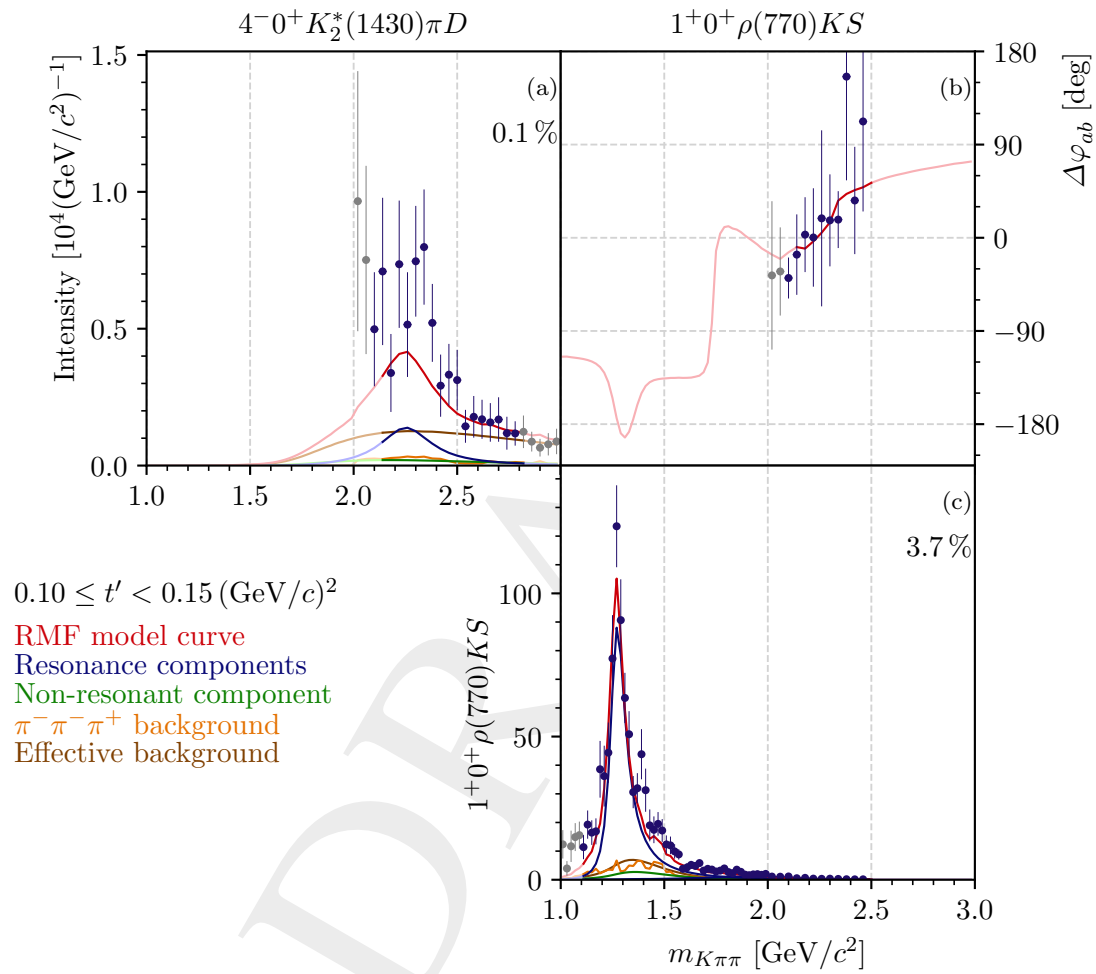 4⁻0⁺K₂*(1430)πD
1⁺0⁺ρ(770)KS
(a)
0.1 %
Intensity [10⁴(GeV/c²)⁻¹]
1.5
1.0
0.5
0.0
1.0
2.0
2.5
(b)
180
90
0
−90
−180
Δφ_ab [deg]
(c)
3.7 %
0.10 ≤ t′ < 0.15 (GeV/c)²
RMF model curve
Resonance components
Non-resonant component
π⁻π⁻π⁺ background
Effective background
1⁺0⁺ρ(770)KS
100
50
0
1.0
1.5
2.0
2.5
3.0
m_Kππ [GeV/c²]
DRA